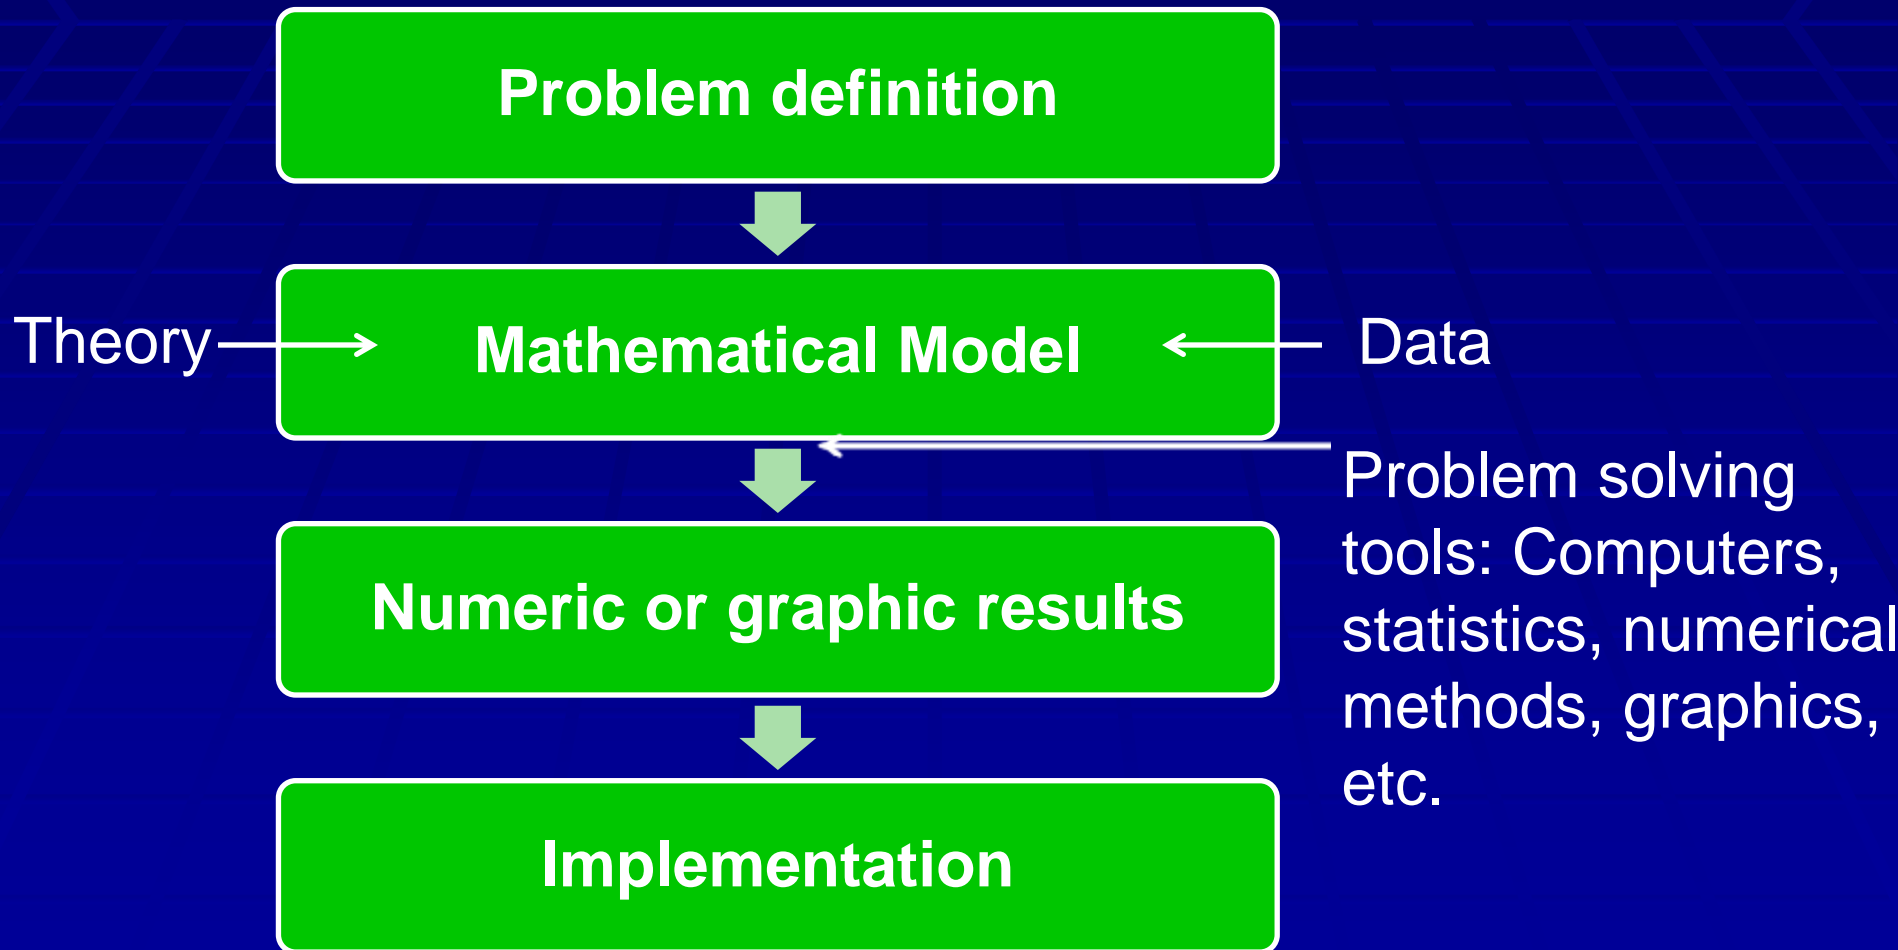 Problem definition
Theory
Mathematical Model
Data
Problem solving
tools: Computers,
statistics, numerical
methods, graphics,
etc.
Numeric or graphic results
Implementation